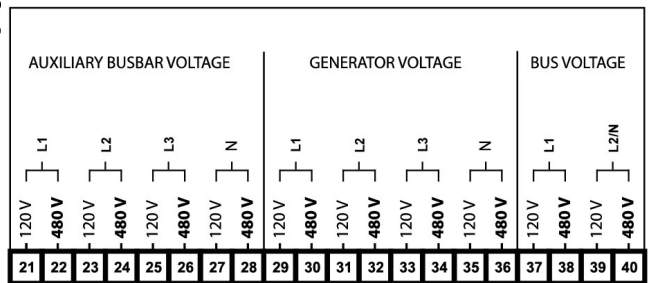 AUXILIARY BUSBAR VOLTAGE GENERATOR VOLTAGE BUS VOLTAGE
L1 L2 L3 N L1 L2 L3 N L1 L2/N
120 V 480 V 120 V 480 V 120 V 480 V 120 V 480 V 120 V 480 V 120 V 480 V 120 V 480 V 120 V 480 V 120 V 480 V 120 V 480 V
21 22 23 24 25 26 27 28 29 30 31 32 33 34 35 36 37 38 39 40